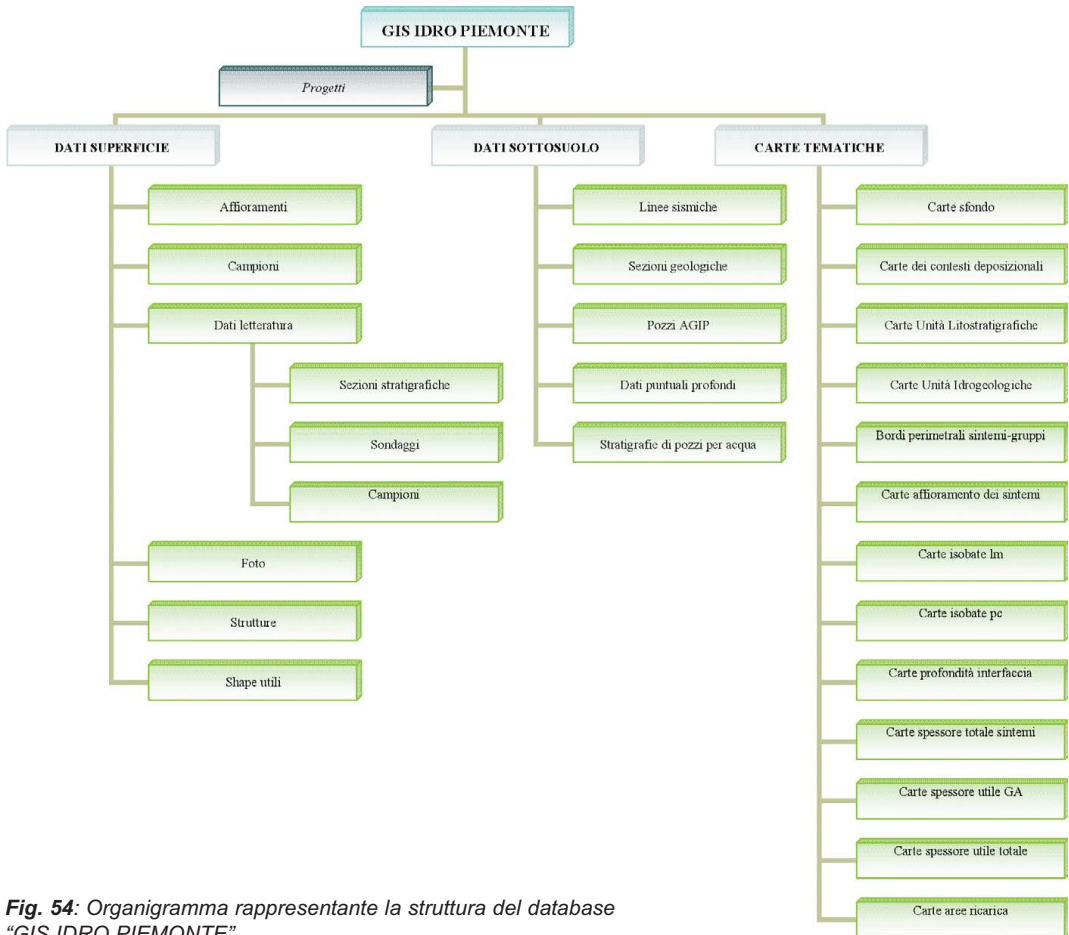 GIS IDRO PIEMONTE
Progetti
DATI SUPERFICIE
Affioramenti
Campioni
Dati letteratura
Sezioni stratigrafiche
Sondaggi
Campioni
Foto
Strutture
Shape utili
DATI SOTTOSUOLO
Linee sismiche
Sezioni geologiche
Pozzi AGIP
Dati puntuali profondi
Stratigrafie di pozzi per acqua
CARTE TEMATICHE
Carte sfondo
Carte dei contesti deposizionali
Carte Unità Litostratigrafiche
Carte Unità Idrogeologiche
Bordi perimetrali sintemi-gruppi
Carte affioramento dei sintemi
Carte isobate lm
Carte isobate pc
Carte profondità interfaccia
Carte spessore totale sintemi
Carte spessore utile GA
Carte spessore utile totale
Carte aree ricarica
Fig. 54: Organigramma rappresentante la struttura del database
“GIS IDRO PIEMONTE”